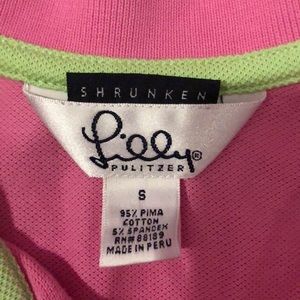 SHRUNKEN
Lilly®
PULITZER
S
95% PIMA
COTTON
5% SPANDEX
RN# 88189
MADE IN PERU